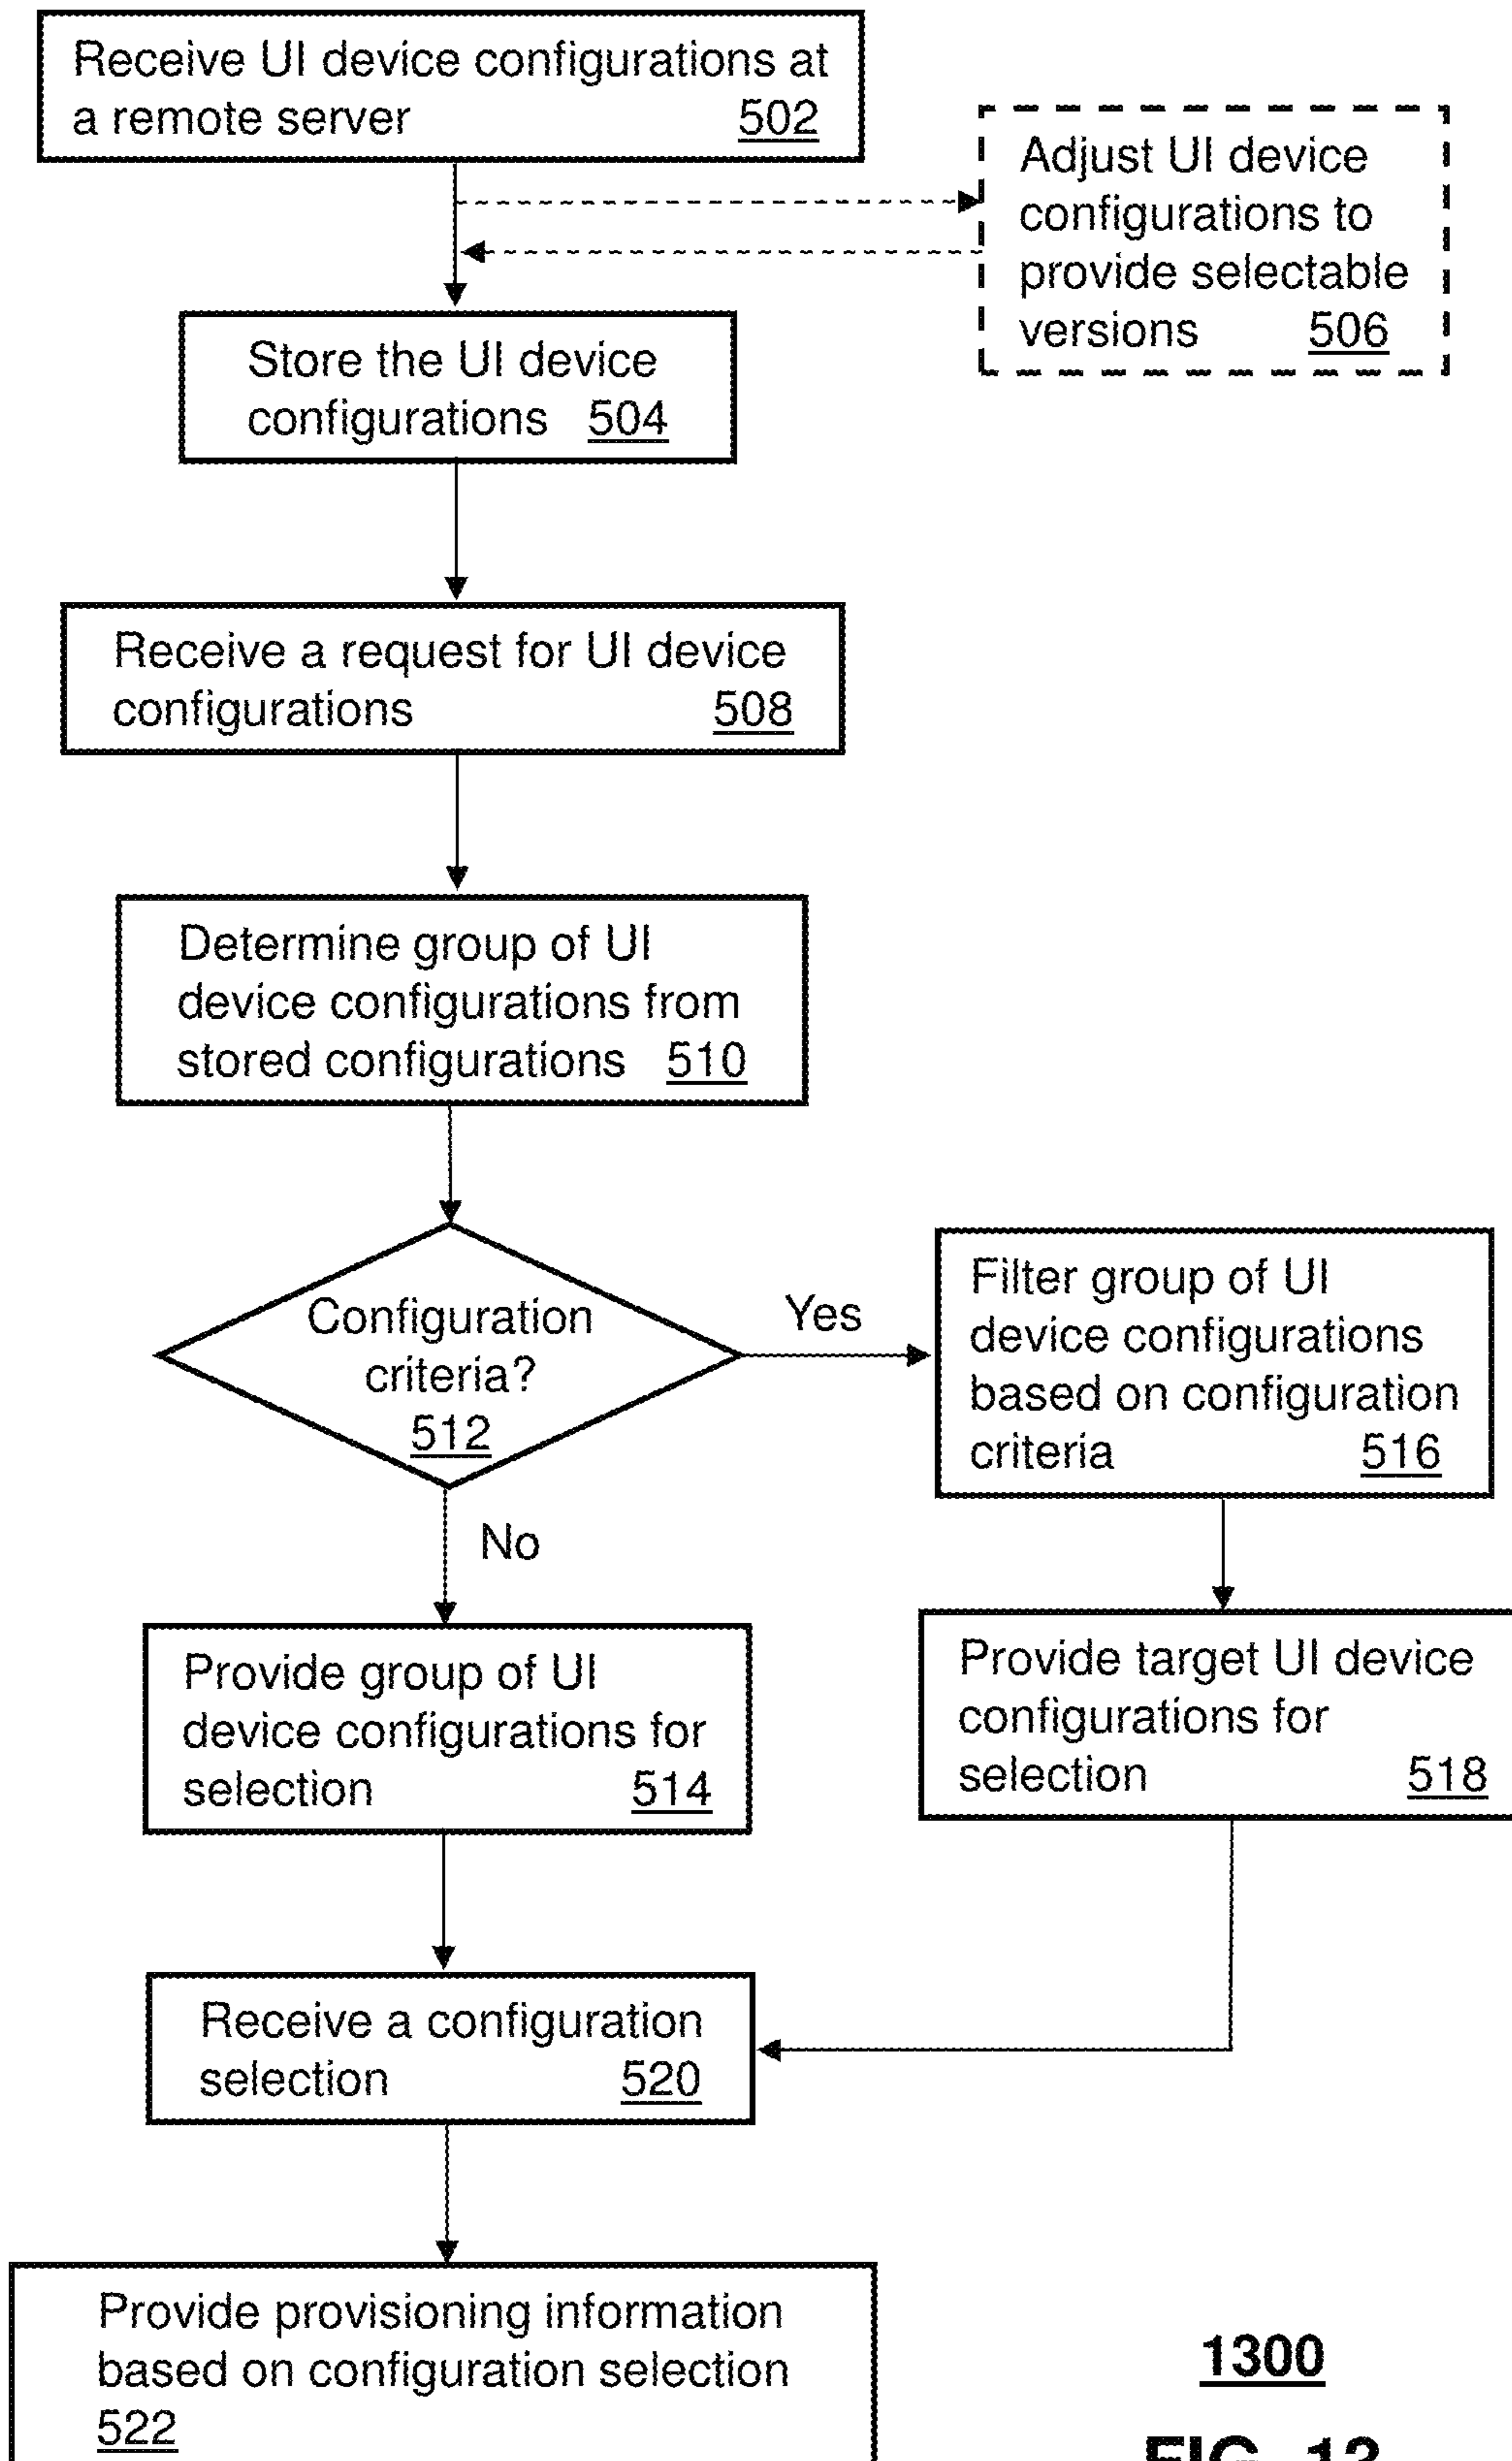 Receive UI device configurations at
a remote server 502
Adjust UI device
configurations to
provide selectable
versions 506
Store the UI device
configurations 504
Receive a request for UI device
configurations 508
Determine group of UI
device configurations from
stored configurations 510
Configuration
criteria?
512
Yes
Filter group of UI
device configurations
based on configuration
criteria 516
No
Provide group of UI
device configurations for
selection 514
Provide target UI device
configurations for
selection 518
Receive a configuration
selection 520
Provide provisioning information
based on configuration selection
522
1300
FIG. 13